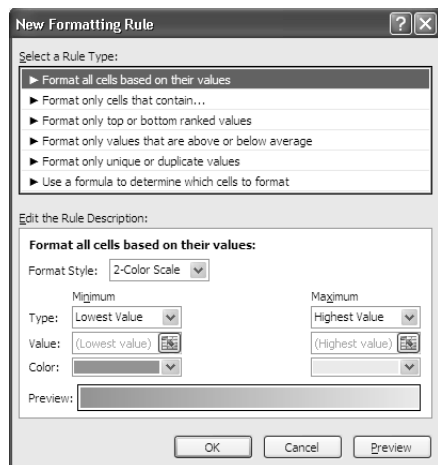 New Formatting Rule
Select a Rule Type:
► Format all cells based on their values
► Format only cells that contain...
► Format only top or bottom ranked values
► Format only values that are above or below average
► Format only unique or duplicate values
► Use a formula to determine which cells to format
Edit the Rule Description:
Format all cells based on their values:
Format Style: 2-Color Scale
Minimum Maximum
Type: Lowest Value Highest Value
Value: (Lowest value) (Highest value)
Color:
Preview:
OK Cancel Preview